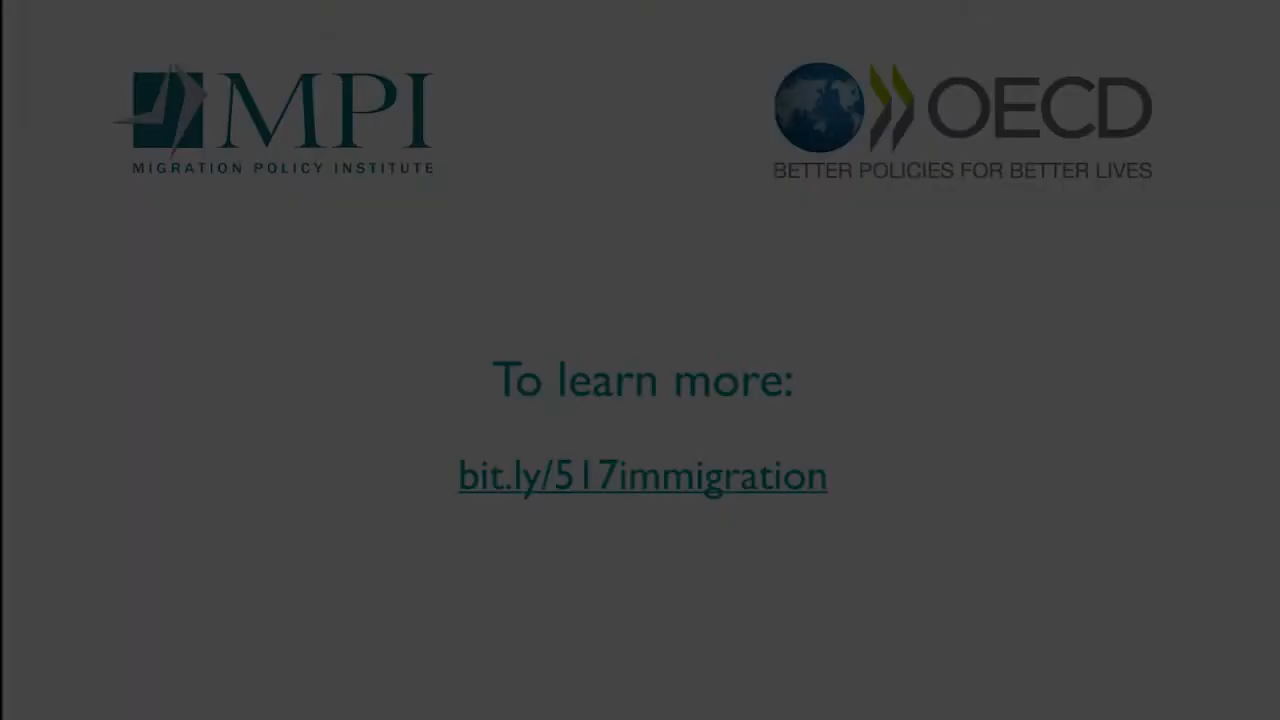 MPI
MIGRATION POLICY INSTITUTE
OECD
BETTER POLICIES FOR BETTER LIVES
To learn more:
bit.ly/517immigration